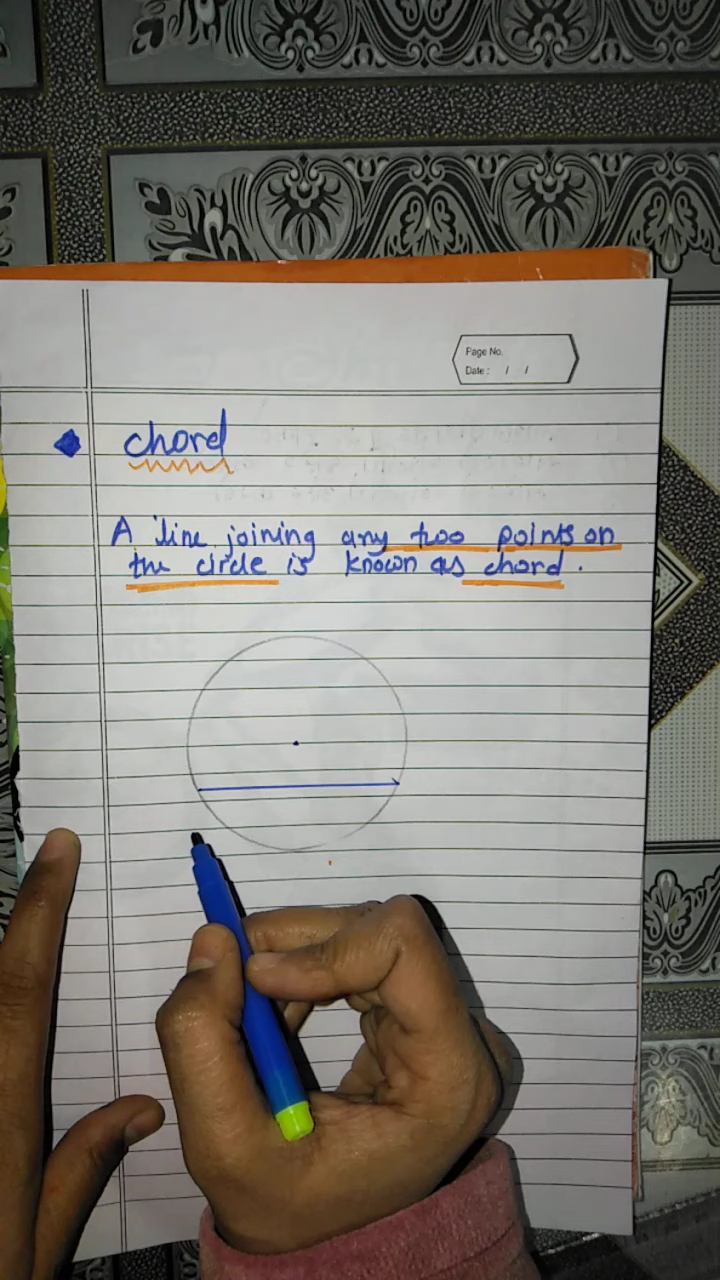 Page No.
Date : / /
chord
A line joining any two points on
the circle is known as chord.